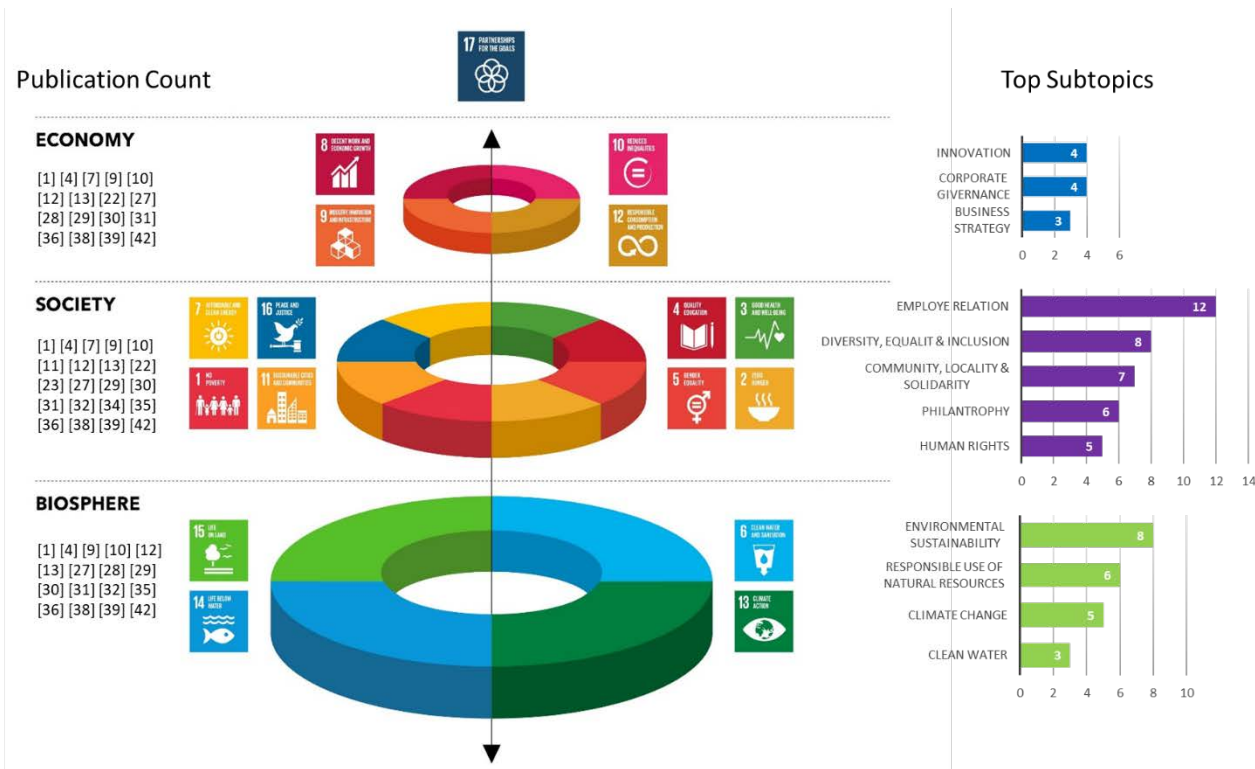 17 PARTNERSHIPS
FOR THE GOALS
Publication Count
Top Subtopics
ECONOMY
[1] [4] [7] [9] [10]
[12] [13] [22] [27]
[28] [29] [30] [31]
[36] [38] [39] [42]
8 DECENT WORK AND
ECONOMIC GROWTH
10 REDUCED
INEQUALITIES
9 INDUSTRY, INNOVATION
AND INFRASTRUCTURE
12 RESPONSIBLE
CONSUMPTION
AND PRODUCTION
INNOVATION
4
CORPORATE
GIVERNANCE
4
BUSINESS
STRATEGY
3
0 2 4 6
SOCIETY
[1] [4] [7] [9] [10]
[11] [12] [13] [22]
[23] [27] [29] [30]
[31] [32] [34] [35]
[36] [38] [39] [42]
7 AFFORDABLE AND
CLEAN ENERGY
16 PEACE AND
JUSTICE
4 QUALITY
EDUCATION
3 GOOD HEALTH
AND WELL-BEING
1 NO
POVERTY
11 SUSTAINABLE CITIES
AND COMMUNITIES
5 GENDER
EQUALITY
2 ZERO
HUNGER
EMPLOYE RELATION
12
DIVERSITY, EQUALIT & INCLUSION
8
COMMUNITY, LOCALITY &
SOLIDARITY
7
PHILANTROPHY
6
HUMAN RIGHTS
5
0 2 4 6 8 10 12 14
BIOSPHERE
[1] [4] [9] [10] [12]
[13] [27] [28] [29]
[30] [31] [32] [35]
[36] [38] [39] [42]
15 LIFE
ON LAND
6 CLEAN WATER
AND SANITATION
14 LIFE BELOW
WATER
13 CLIMATE
ACTION
ENVIRONMENTAL
SUSTAINABILITY
8
RESPONSIBLE USE OF
NATURAL RESOURCES
6
CLIMATE CHANGE
5
CLEAN WATER
3
0 2 4 6 8 10